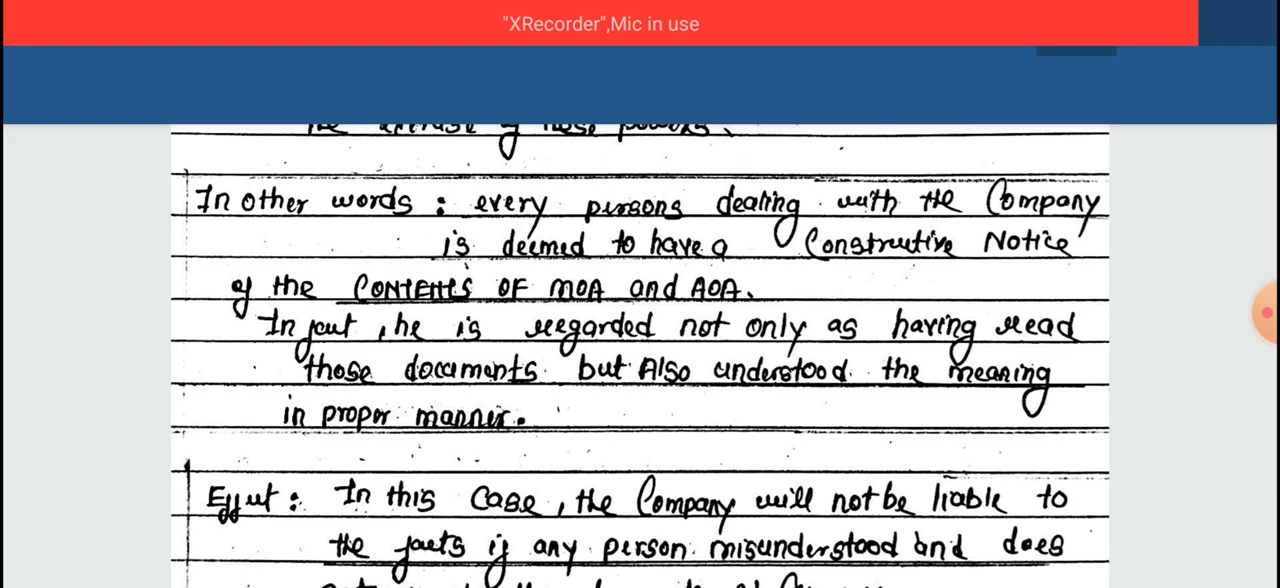 "XRecorder",Mic in use
of these powers.
In other words : every persons dealing with the Company
is deemed to have a Constructive Notice
of the CONTENTS OF MOA and AOA.
In fact , he is regarded not only as having read
those documents but Also understood the meaning
in proper manner.
Effect : In this Case , the Company will not be liable to
the facts if any person misunderstood and does